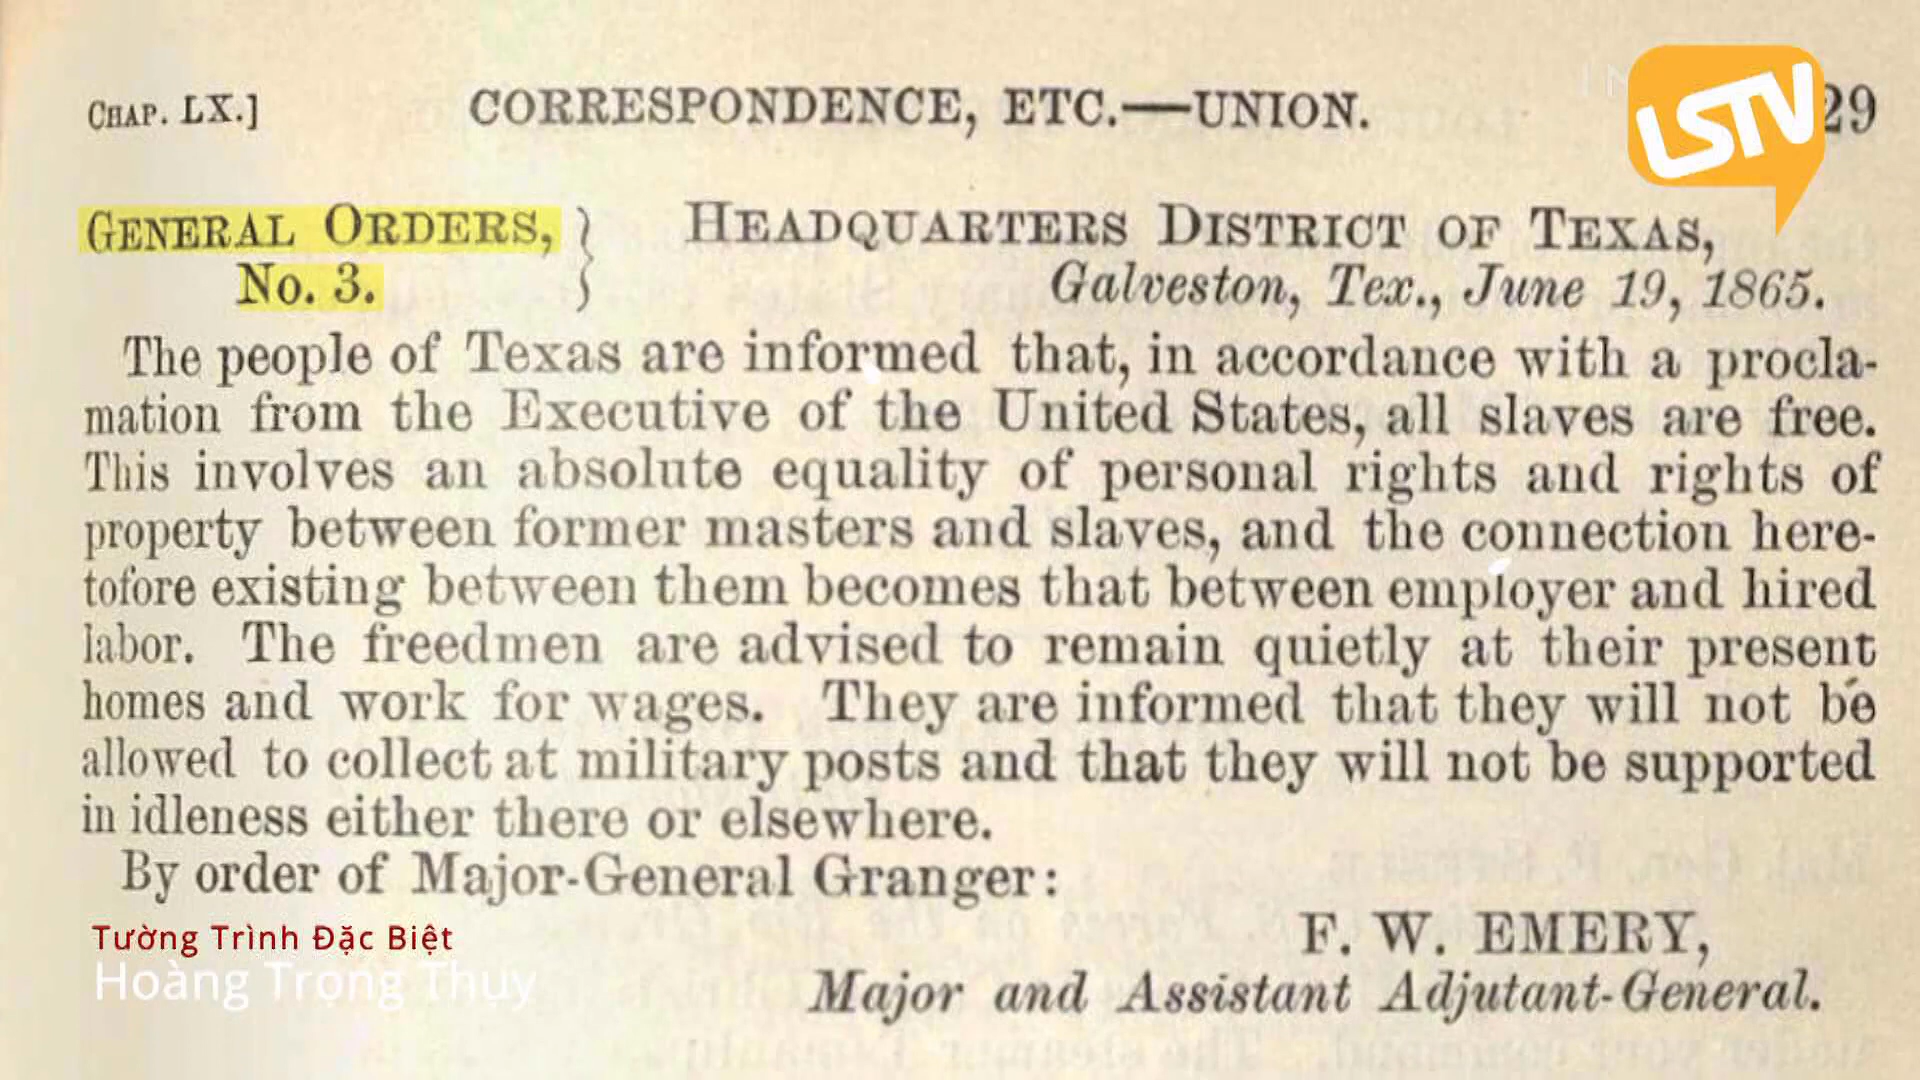 CHAP. LX.] CORRESPONDENCE, ETC.—UNION. 29
LSTV
GENERAL ORDERS, HEADQUARTERS DISTRICT OF TEXAS,
No. 3. Galveston, Tex., June 19, 1865.
The people of Texas are informed that, in accordance with a procla-
mation from the Executive of the United States, all slaves are free.
This involves an absolute equality of personal rights and rights of
property between former masters and slaves, and the connection here-
tofore existing between them becomes that between employer and hired
labor. The freedmen are advised to remain quietly at their present
homes and work for wages. They are informed that they will not be
allowed to collect at military posts and that they will not be supported
in idleness either there or elsewhere.
By order of Major-General Granger:
F. W. EMERY,
Major and Assistant Adjutant-General.
Tường Trình Đặc Biệt
Hoàng Trọng Thụy